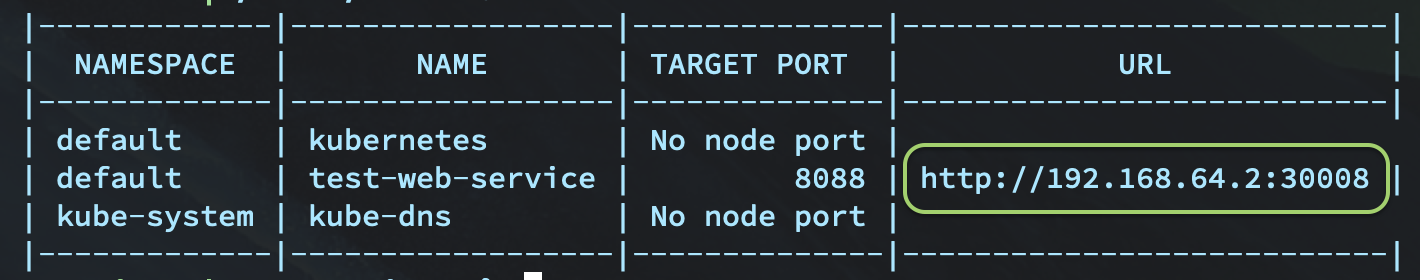 |-------------|------------------|--------------|---------------------------|
| NAMESPACE | NAME | TARGET PORT | URL |
|-------------|------------------|--------------|---------------------------|
| default | kubernetes | No node port |
| default | test-web-service | 8088 | http://192.168.64.2:30008 |
| kube-system | kube-dns | No node port |
|-------------|------------------|--------------|---------------------------|